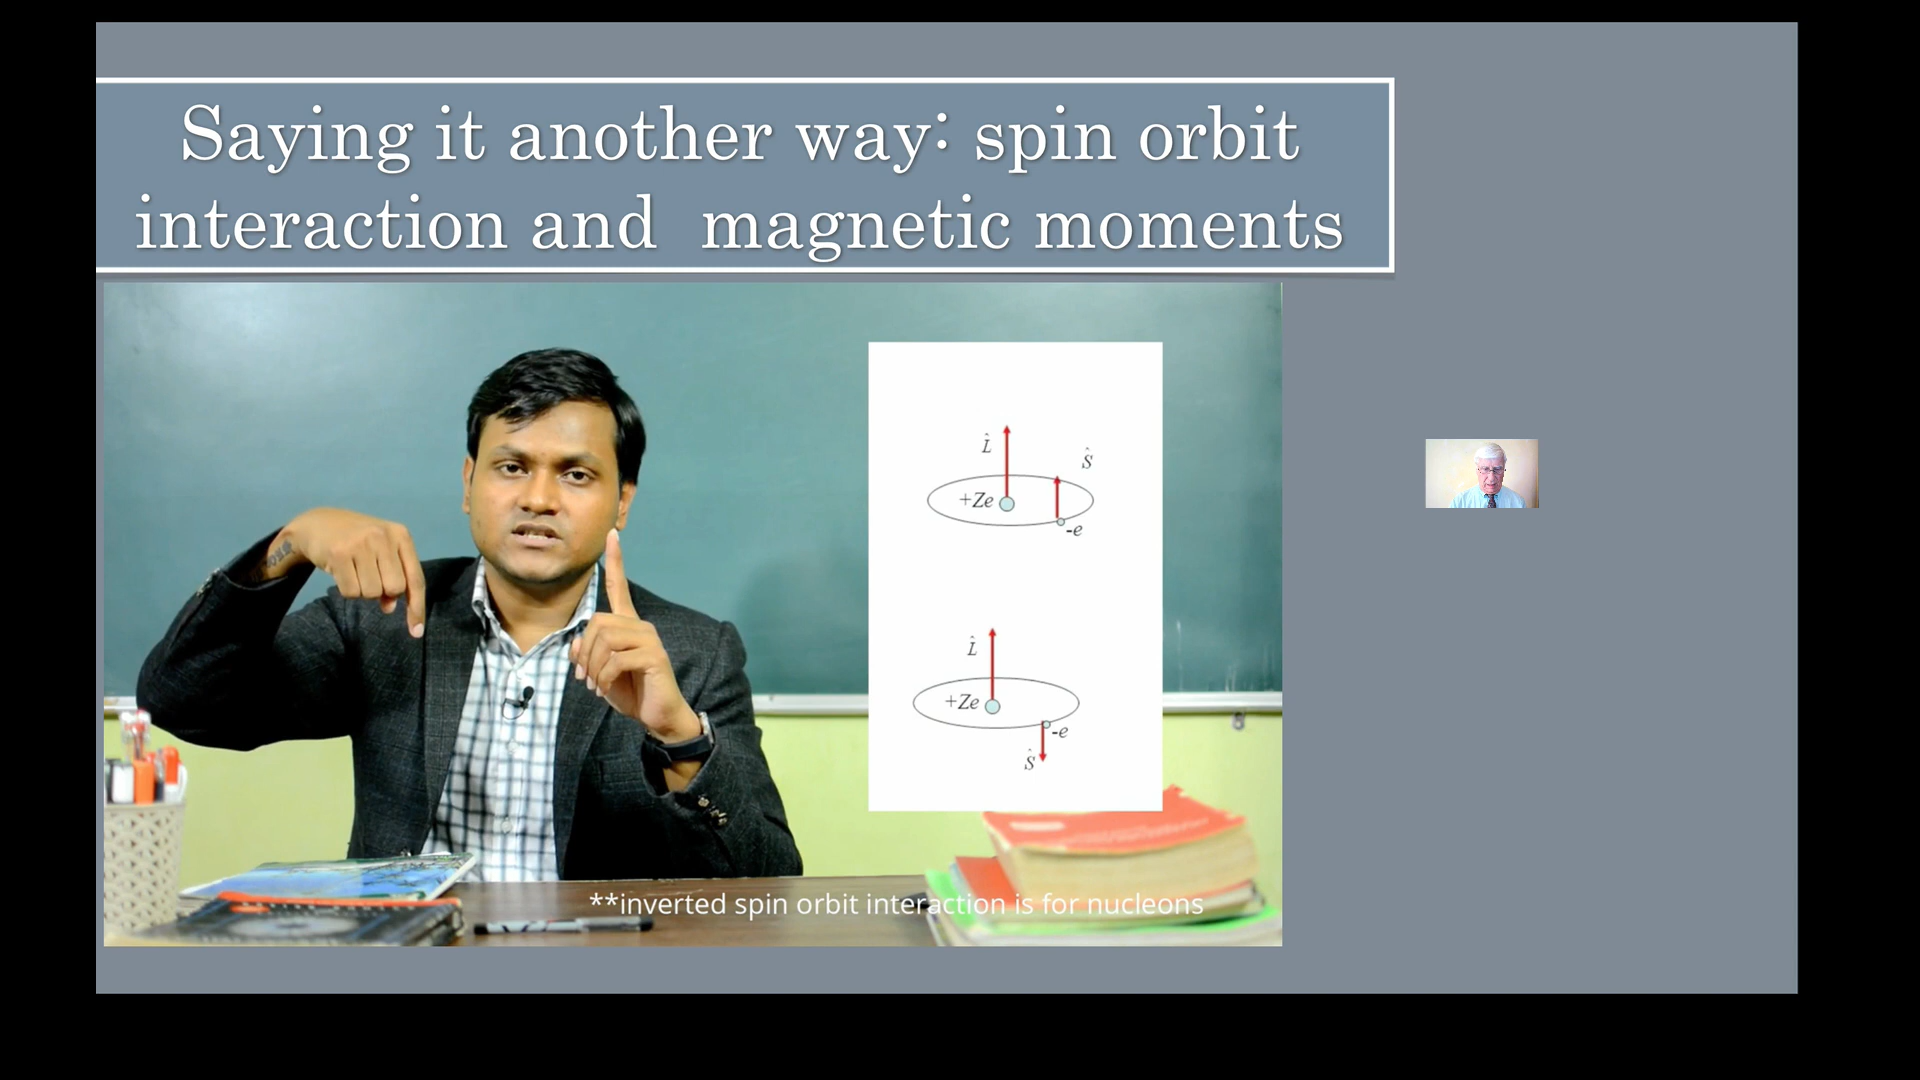 Saying it another way: spin orbit
interaction and magnetic moments
L̂
Ŝ
+Ze
-e
L̂
+Ze
-e
Ŝ
**inverted spin orbit interaction is for nucleons